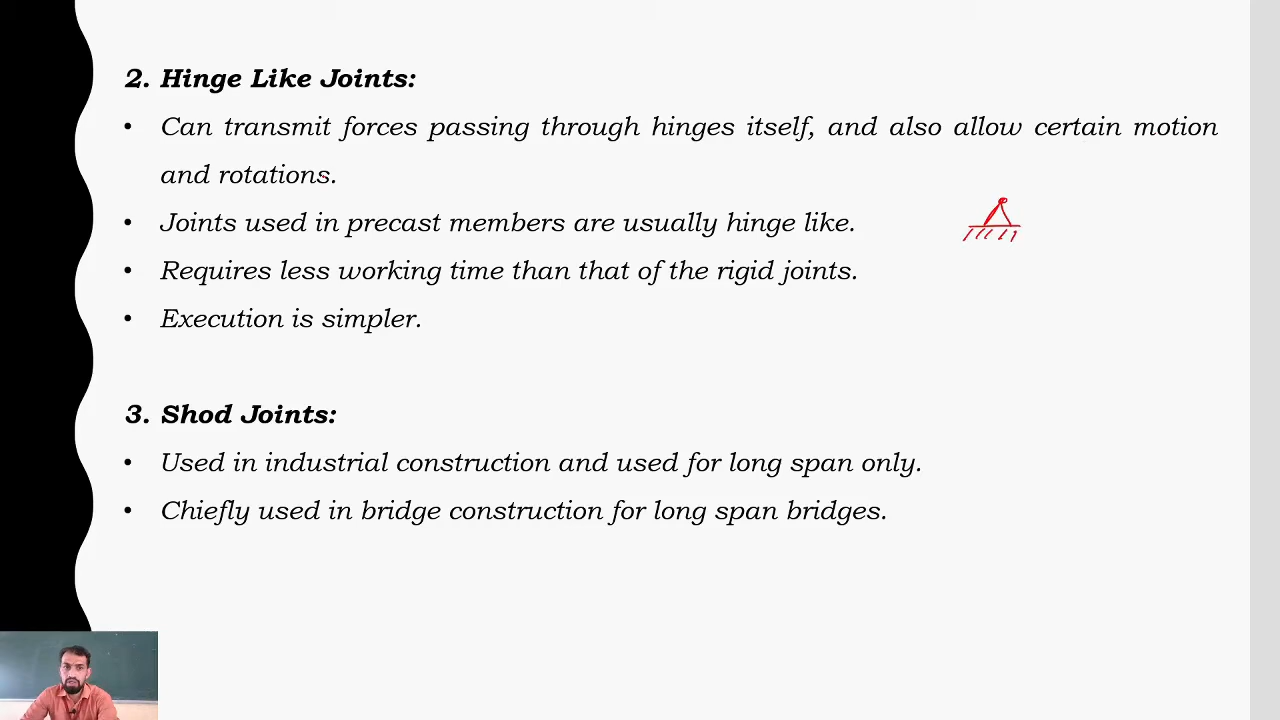 2. Hinge Like Joints:
• Can transmit forces passing through hinges itself, and also allow certain motion
and rotations.
• Joints used in precast members are usually hinge like.
• Requires less working time than that of the rigid joints.
• Execution is simpler.
3. Shod Joints:
• Used in industrial construction and used for long span only.
• Chiefly used in bridge construction for long span bridges.